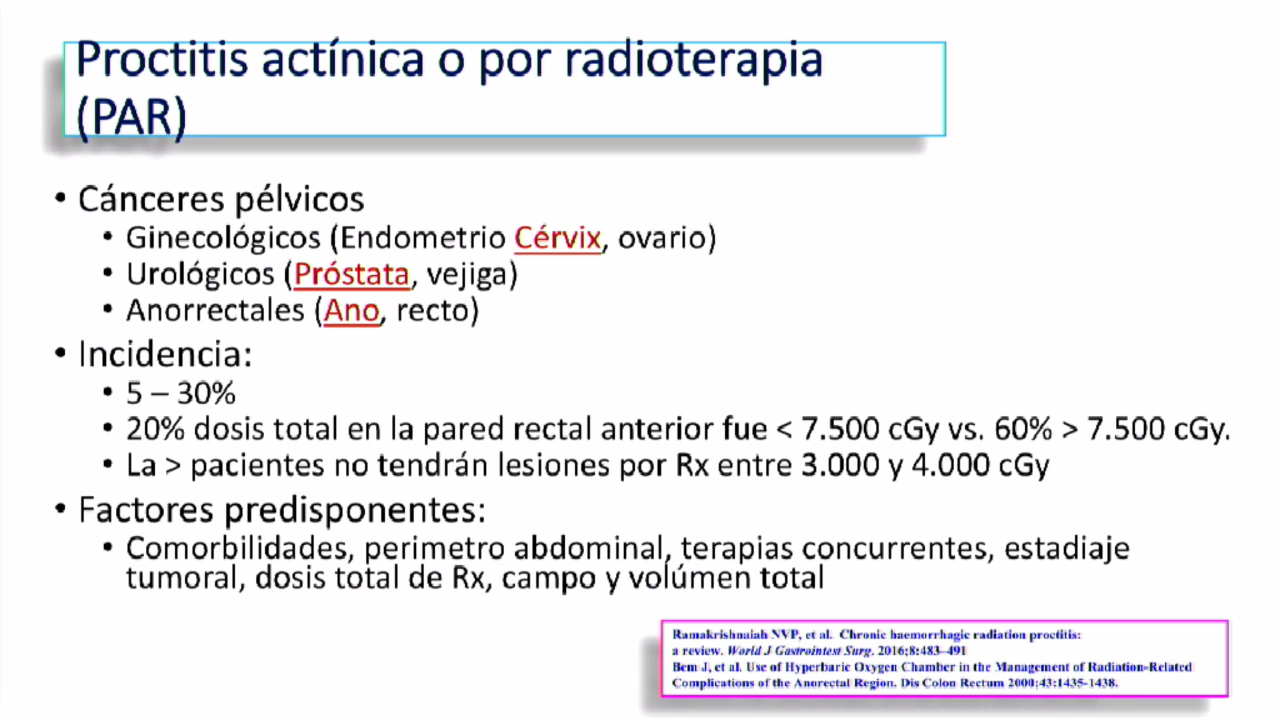 Proctitis actínica o por radioterapia
(PAR)
• Cánceres pélvicos
• Ginecológicos (Endometrio Cérvix, ovario)
• Urológicos (Próstata, vejiga)
• Anorrectales (Ano, recto)
• Incidencia:
• 5 – 30%
• 20% dosis total en la pared rectal anterior fue < 7.500 cGy vs. 60% > 7.500 cGy.
• La > pacientes no tendrán lesiones por Rx entre 3.000 y 4.000 cGy
• Factores predisponentes:
• Comorbilidades, perimetro abdominal, terapias concurrentes, estadiaje
tumoral, dosis total de Rx, campo y volúmen total
Ramakrishnaiah NVP, et al. Chronic haemorrhagic radiation proctitis:
a review. World J Gastrointest Surg. 2016;8:483–491
Bem J, et al. Use of Hyperbaric Oxygen Chamber in the Management of Radiation-Related
Complications of the Anorectal Region. Dis Colon Rectum 2000;43:1435-1438.